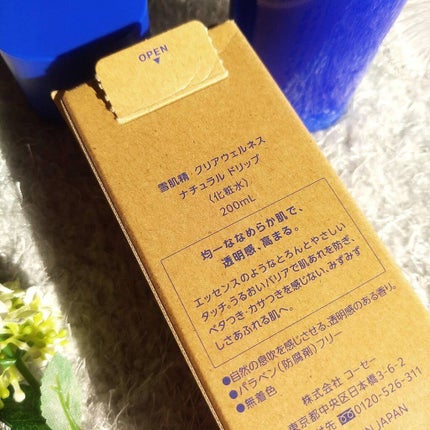 OPEN
雪肌精 クリアウェルネス
ナチュラル ドリップ
(化粧水)
200mL
均一ななめらか肌で、
透明感、高まる。
エッセンスのようなとろんとやさしい
タッチ。うるおいバリアで肌あれを防ぎ、
ベタつき・カサつきを感じない、みずみず
しさあふれる肌へ。
●自然の息吹を感じさせる、透明感のある香り。
●パラベン(防腐剤)フリー
●無着色
株式会社 コーセー
東京都中央区日本橋3-6-2
0120-526-311
JAPAN